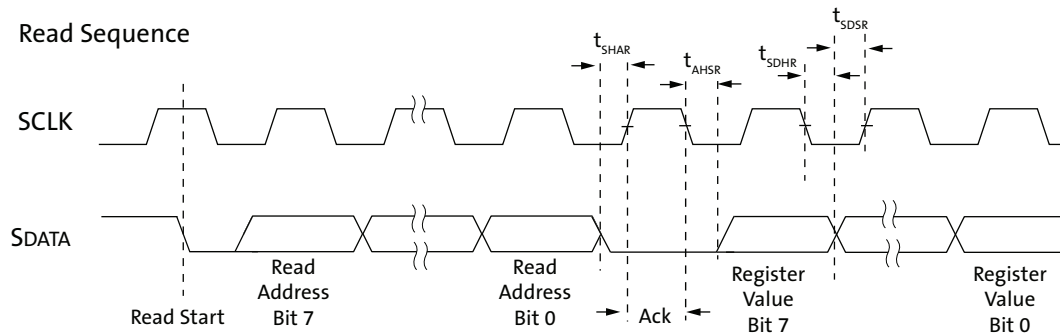 Read Sequence
tSHAR
tAHSR
tSDHR
tSDSR
SCLK
SDATA
Read
Address
Bit 7
Read
Address
Bit 0
Register
Value
Bit 7
Register
Value
Bit 0
Read Start
Ack